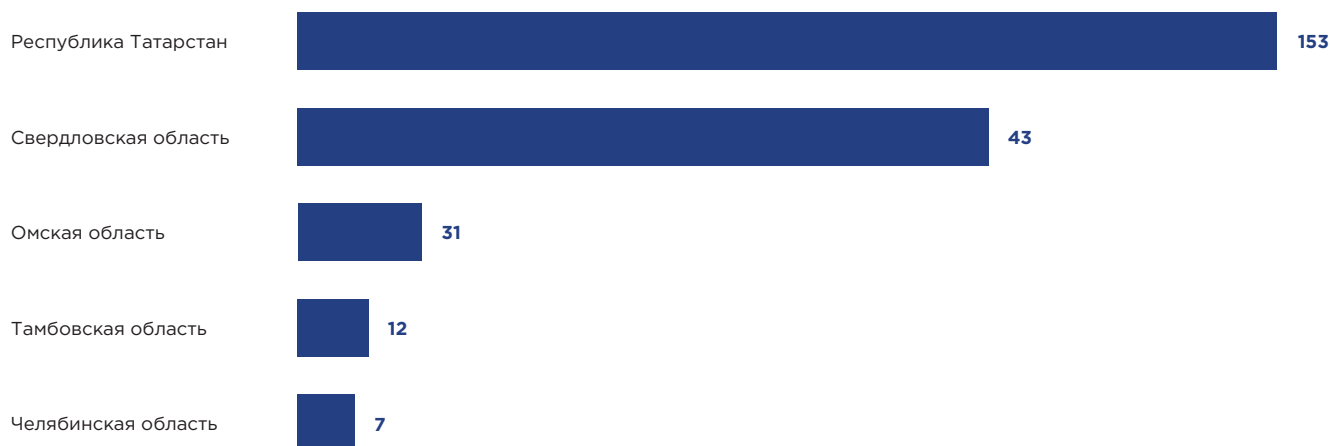 Республика Татарстан 153
Свердловская область 43
Омская область 31
Тамбовская область 12
Челябинская область 7